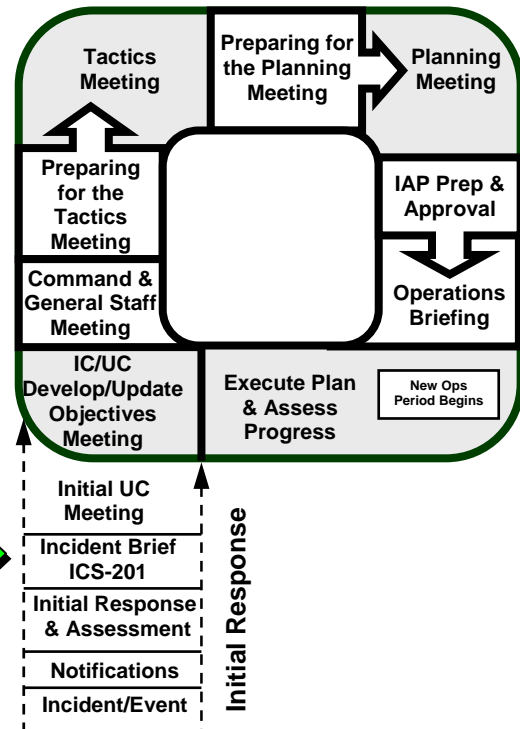 Tactics
Meeting
Preparing for
the Planning
Meeting
Planning
Meeting
Preparing
for the
Tactics
Meeting
IAP Prep &
Approval
Command &
General Staff
Meeting
Operations
Briefing
IC/UC
Develop/Update
Objectives
Meeting
Execute Plan
& Assess
Progress
New Ops
Period Begins
Initial UC
Meeting
Incident Brief
ICS-201
Initial Response
& Assessment
Notifications
Incident/Event
Initial Response